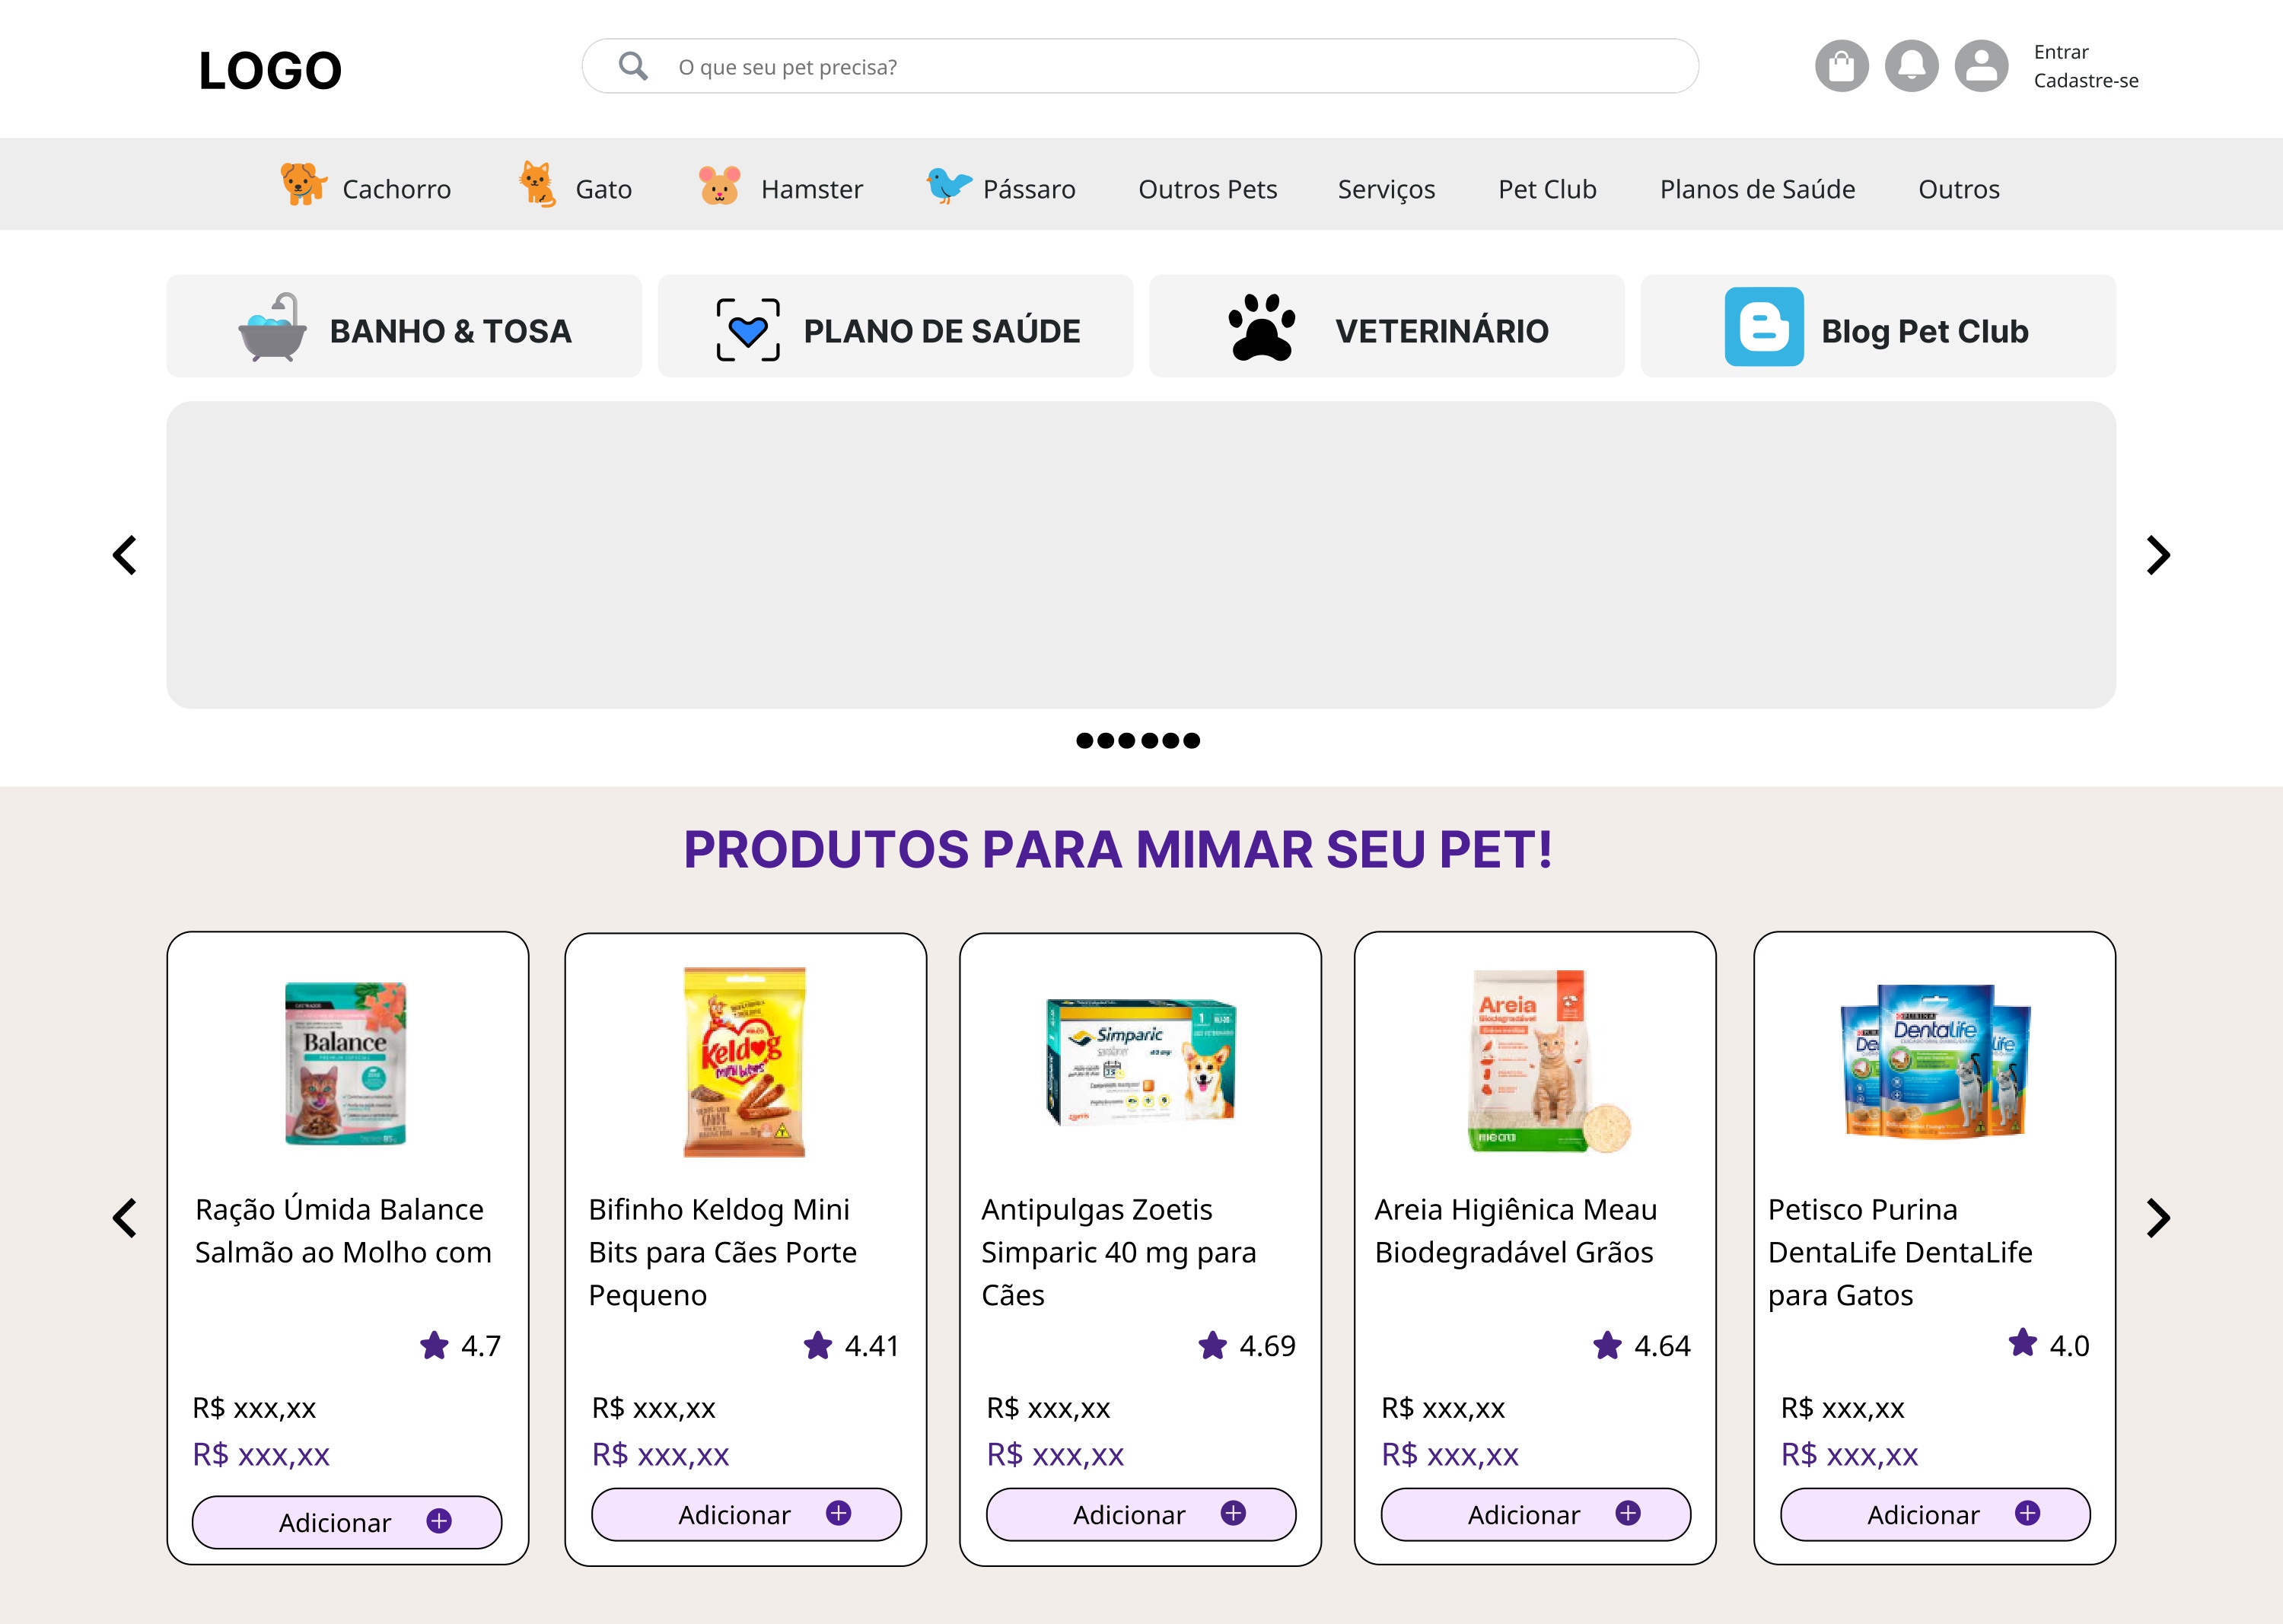 LOGO
O que seu pet precisa?
Entrar
Cadastre-se
Cachorro
Gato
Hamster
Pássaro
Outros Pets
Serviços
Pet Club
Planos de Saúde
Outros
BANHO & TOSA
PLANO DE SAÚDE
VETERINÁRIO
Blog Pet Club
PRODUTOS PARA MIMAR SEU PET!
Balance
Keldog
mini bites
Simparic
40 mg
Areia
Biodegradável
meau
PURINA
DentaLife
Ração Úmida Balance
Salmão ao Molho com
4.7
R$ xxx,xx
R$ xxx,xx
Adicionar
Bifinho Keldog Mini
Bits para Cães Porte
Pequeno
4.41
R$ xxx,xx
R$ xxx,xx
Adicionar
Antipulgas Zoetis
Simparic 40 mg para
Cães
4.69
R$ xxx,xx
R$ xxx,xx
Adicionar
Areia Higiênica Meau
Biodegradável Grãos
4.64
R$ xxx,xx
R$ xxx,xx
Adicionar
Petisco Purina
DentaLife DentaLife
para Gatos
4.0
R$ xxx,xx
R$ xxx,xx
Adicionar